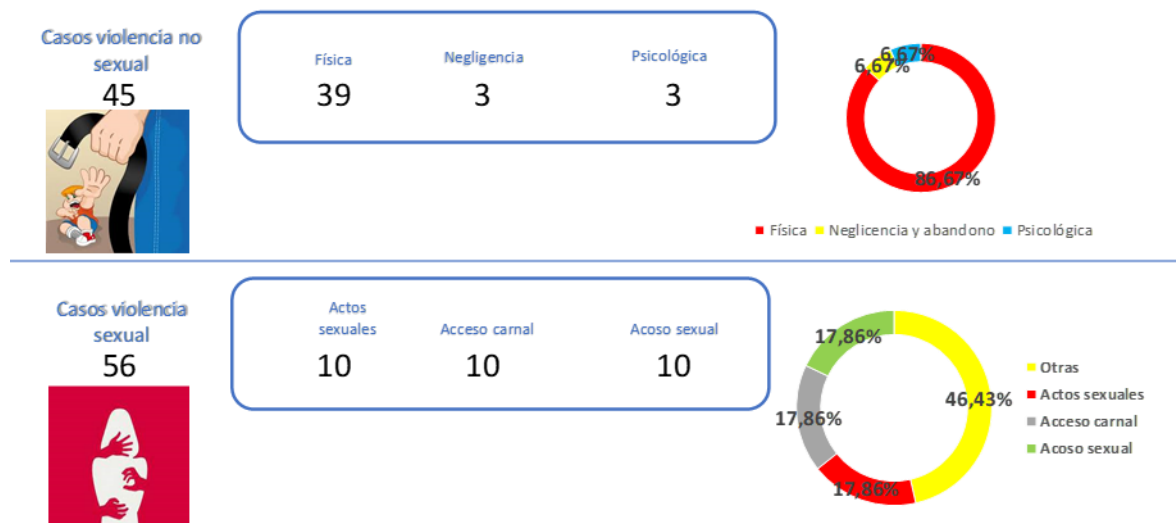 Casos violencia no
sexual
45
Física
Negligencia
Psicológica
39
3
3
6,67%
6,67%
86,67%
Física
Neglicencia y abandono
Psicológica
Casos violencia
sexual
56
Actos
sexuales
Acceso carnal
Acoso sexual
10
10
10
17,86%
46,43%
17,86%
17,86%
Otras
Actos sexuales
Acceso carnal
Acoso sexual